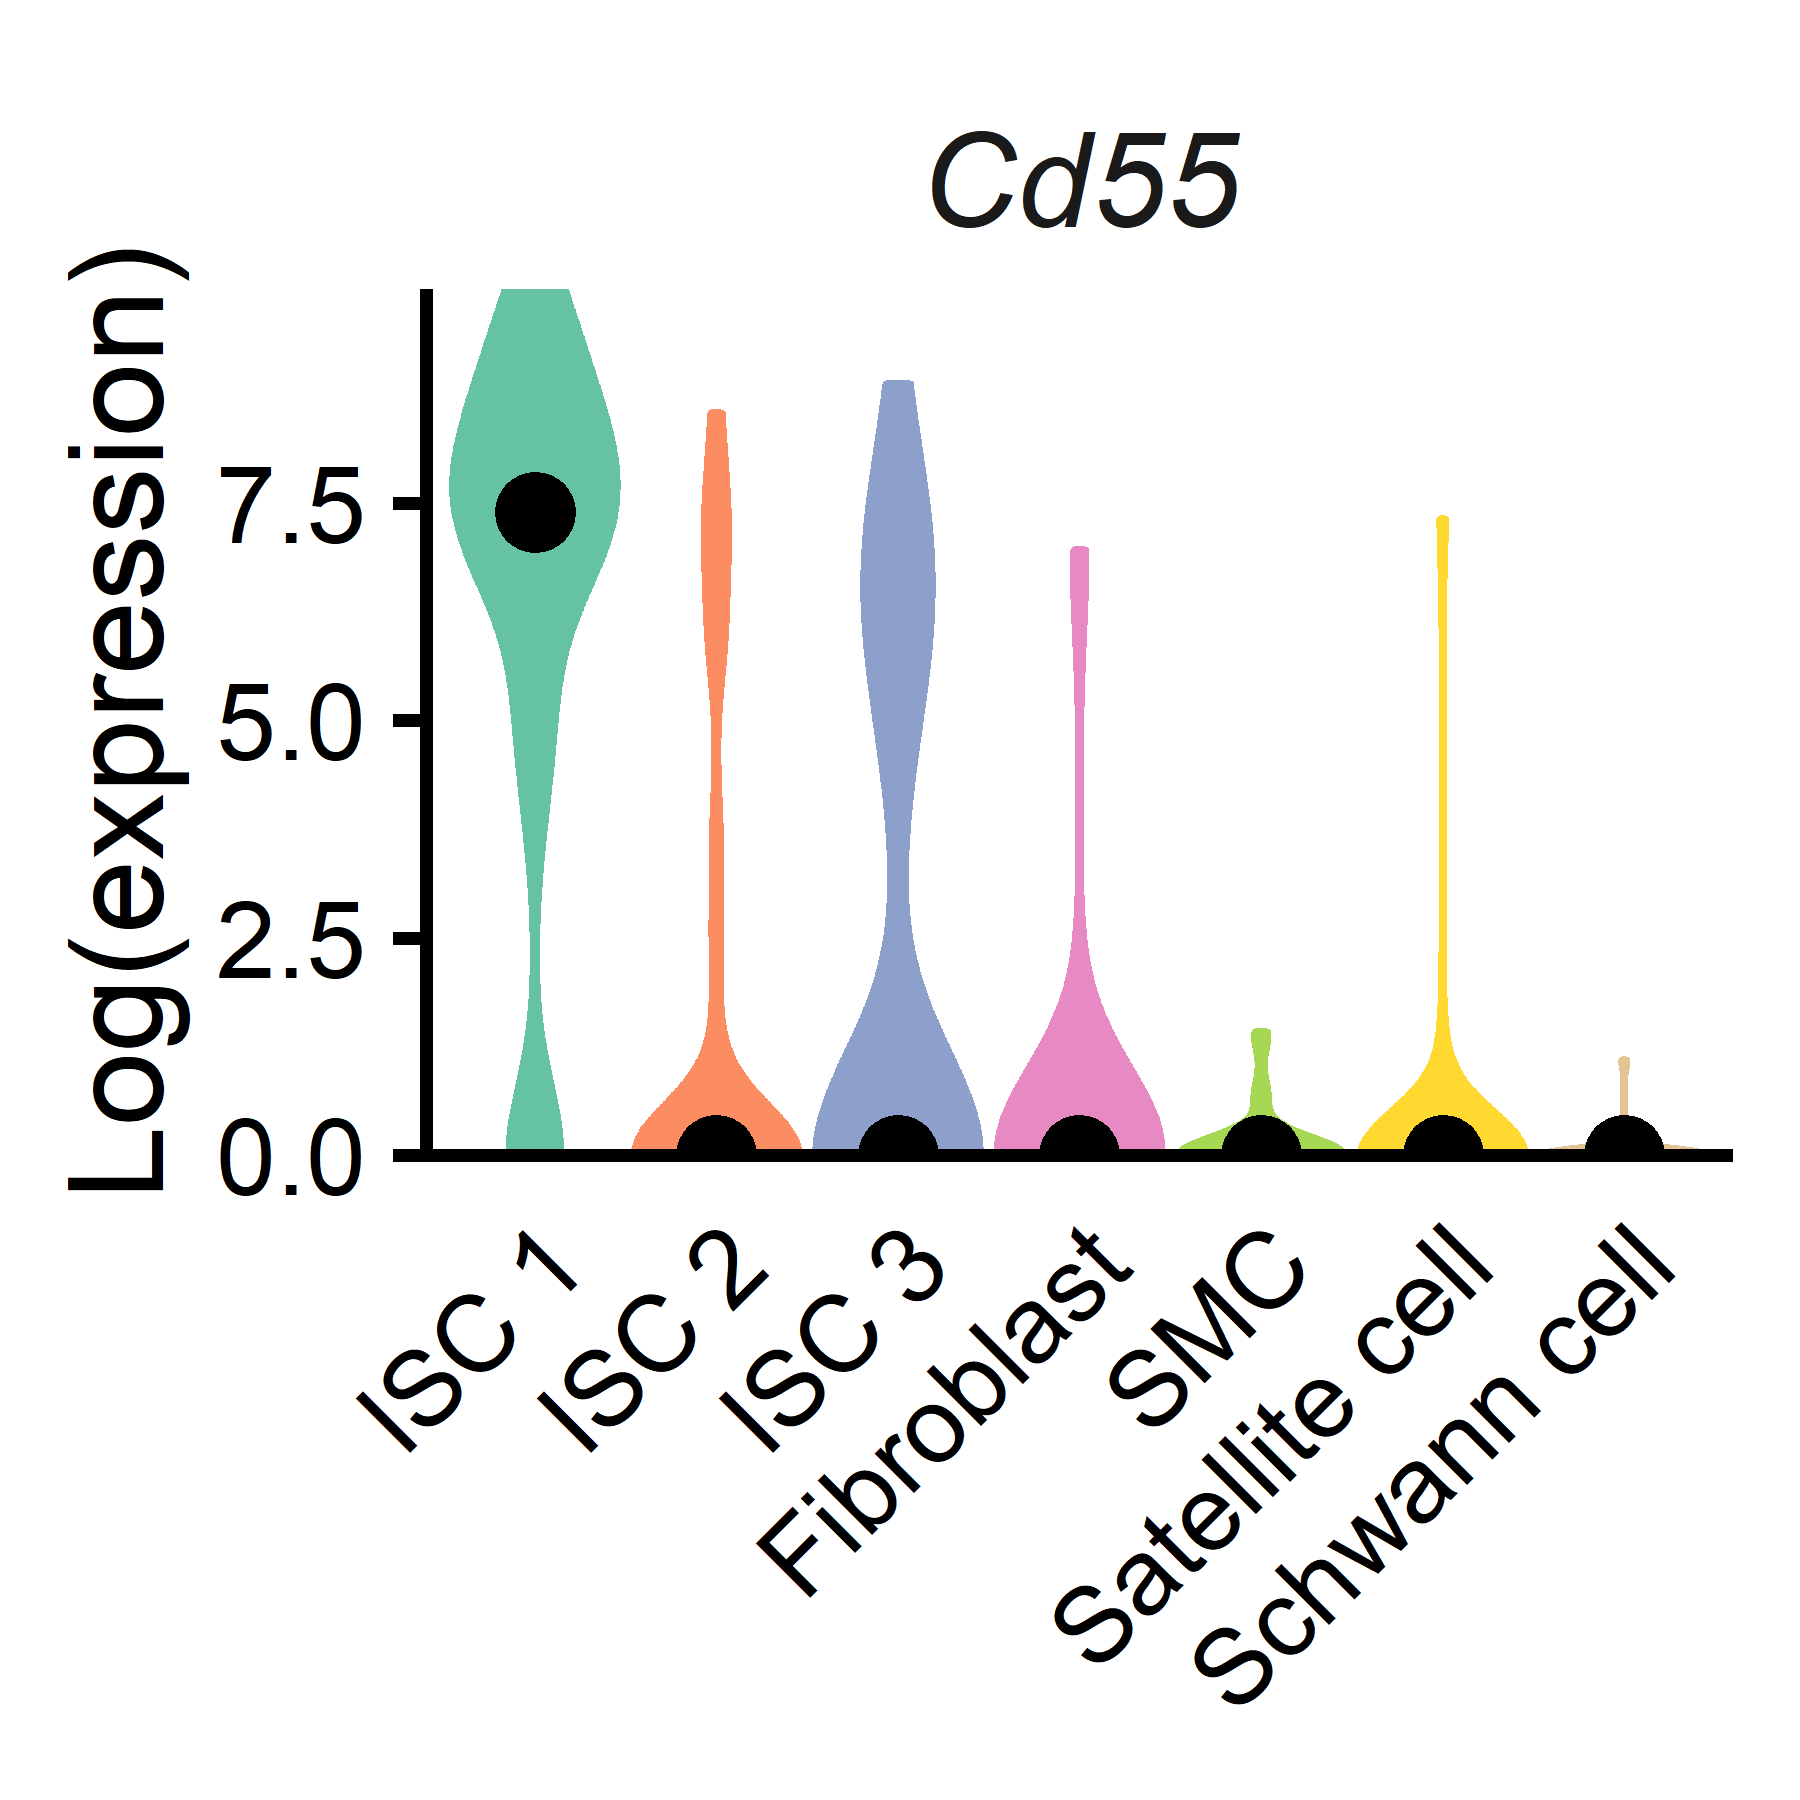 Cd55
Log(expression)
7.5
5.0
2.5
0.0
ISC 1
ISC 2
ISC 3
Fibroblast
SMC
Satellite cell
Schwann cell